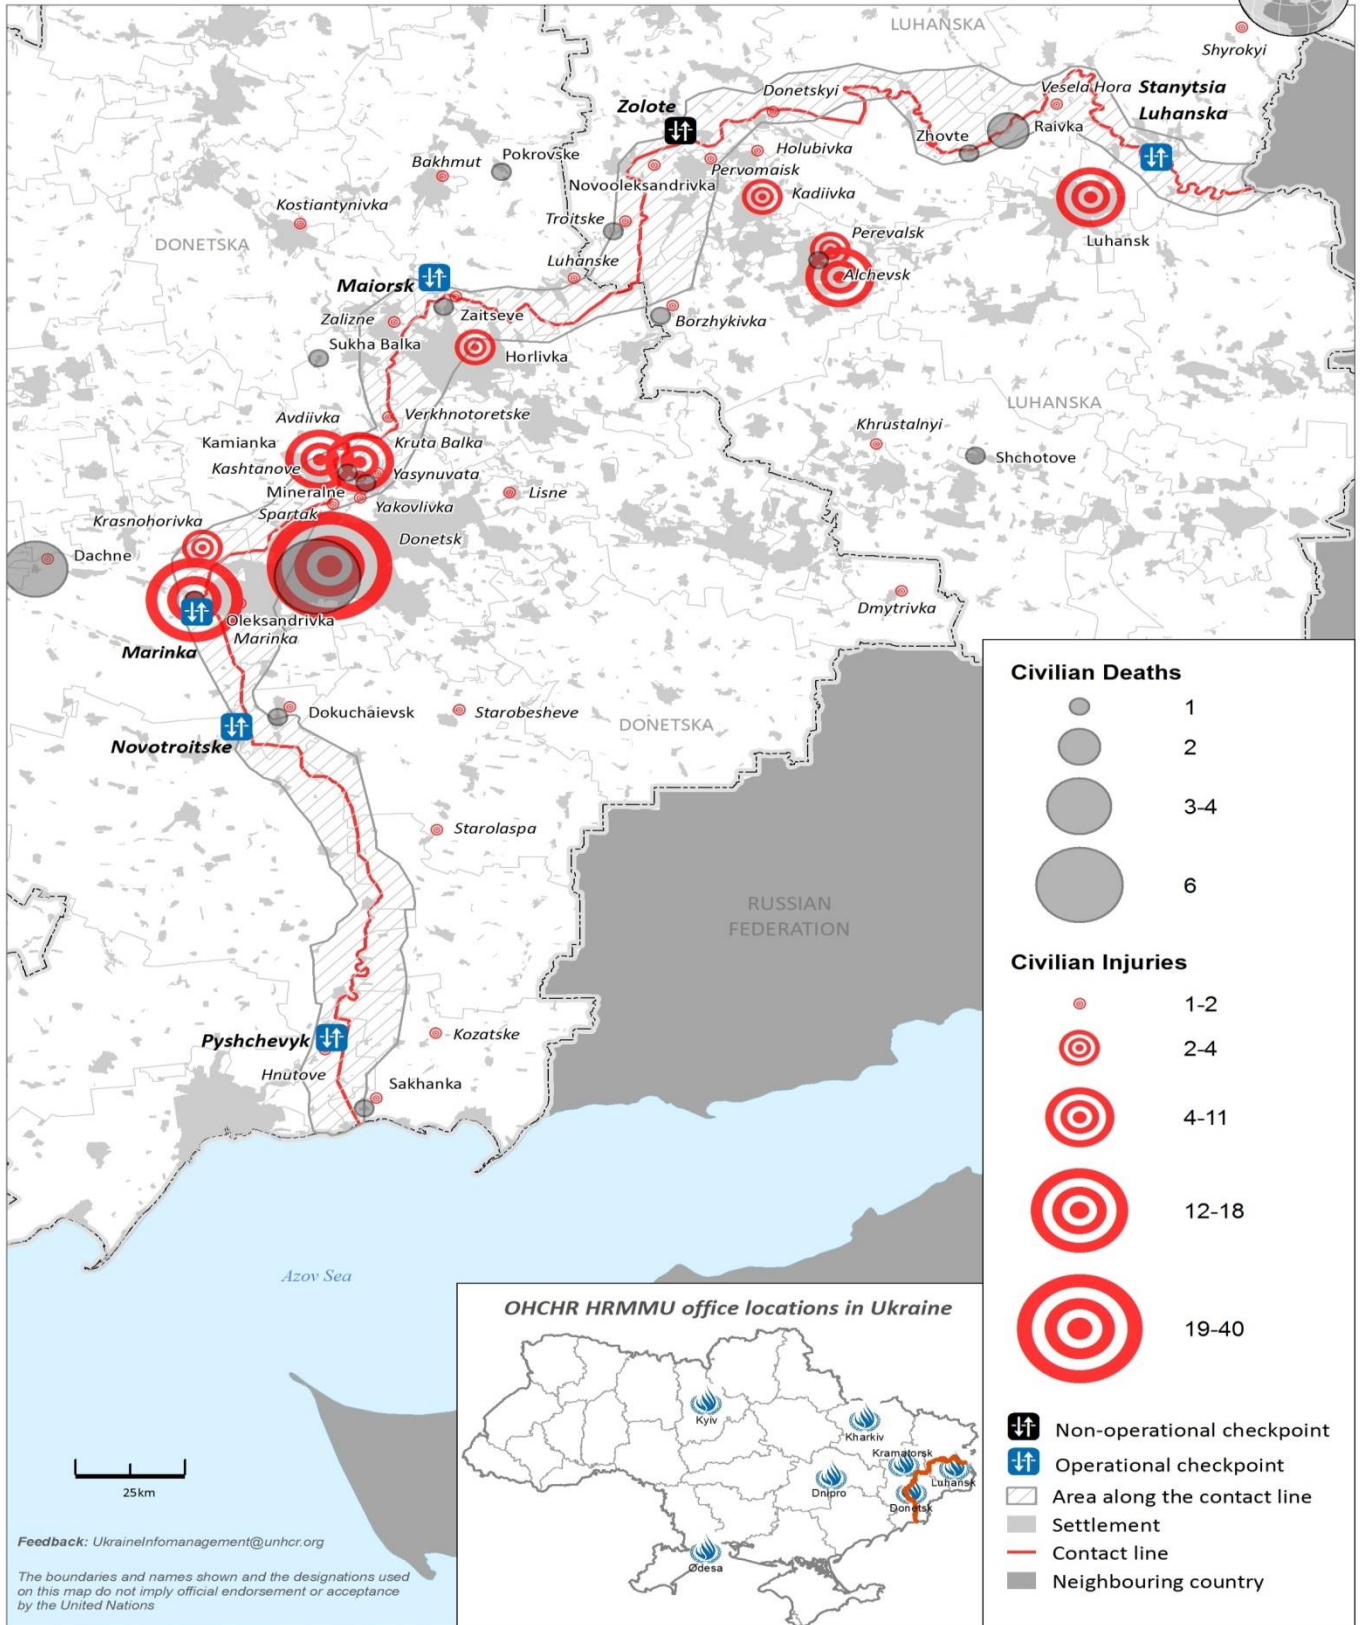 LUHANSKA
Shyrokyi
Vesela Hora
Stanytsia
Luhanska
Donetskyi
Zolote
Zhovte
Raivka
Holubivka
Pervomaisk
Bakhmut
Pokrovske
Novooleksandrivka
Kadiivka
Kostiantynivka
Troitske
Perevalsk
Luhansk
DONETSKA
Luhanske
Alchevsk
Maiorsk
Zalizne
Zaitseve
Borzhykivka
Sukha Balka
Horlivka
LUHANSKA
Avdiivka
Verkhnotoretske
Khrustalnyi
Kamianka
Kruta Balka
Shchotove
Kashtanove
Yasynuvata
Mineralne
Lisne
Spartak
Yakovlivka
Krasnohorivka
Donetsk
Dachne
Dmytrivka
Oleksandrivka
Marinka
Marinka
Dokuchaievsk
Starobesheve
DONETSKA
Novotroitske
Starolaspa
RUSSIAN
FEDERATION
Pyshchevyk
Kozatske
Hnutove
Sakhanka
Azov Sea
Civilian Deaths
1
2
3-4
6
Civilian Injuries
1-2
2-4
4-11
12-18
19-40
Non-operational checkpoint
Operational checkpoint
Area along the contact line
Settlement
Contact line
Neighbouring country
OHCHR HRMMU office locations in Ukraine
Kyiv
Kharkiv
Kramatorsk
Luhansk
Dnipro
Donetsk
Odesa
25km
Feedback: UkraineInfomanagement@unhcr.org
The boundaries and names shown and the designations used
on this map do not imply official endorsement or acceptance
by the United Nations